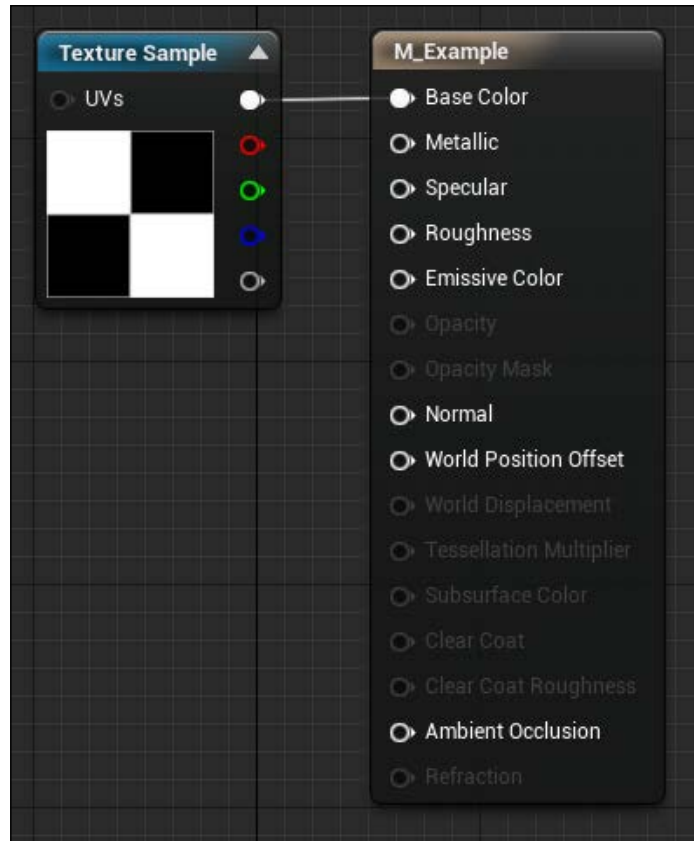 Texture Sample
UVs
M_Example
Base Color
Metallic
Specular
Roughness
Emissive Color
Opacity
Opacity Mask
Normal
World Position Offset
World Displacement
Tessellation Multiplier
Subsurface Color
Clear Coat
Clear Coat Roughness
Ambient Occlusion
Refraction